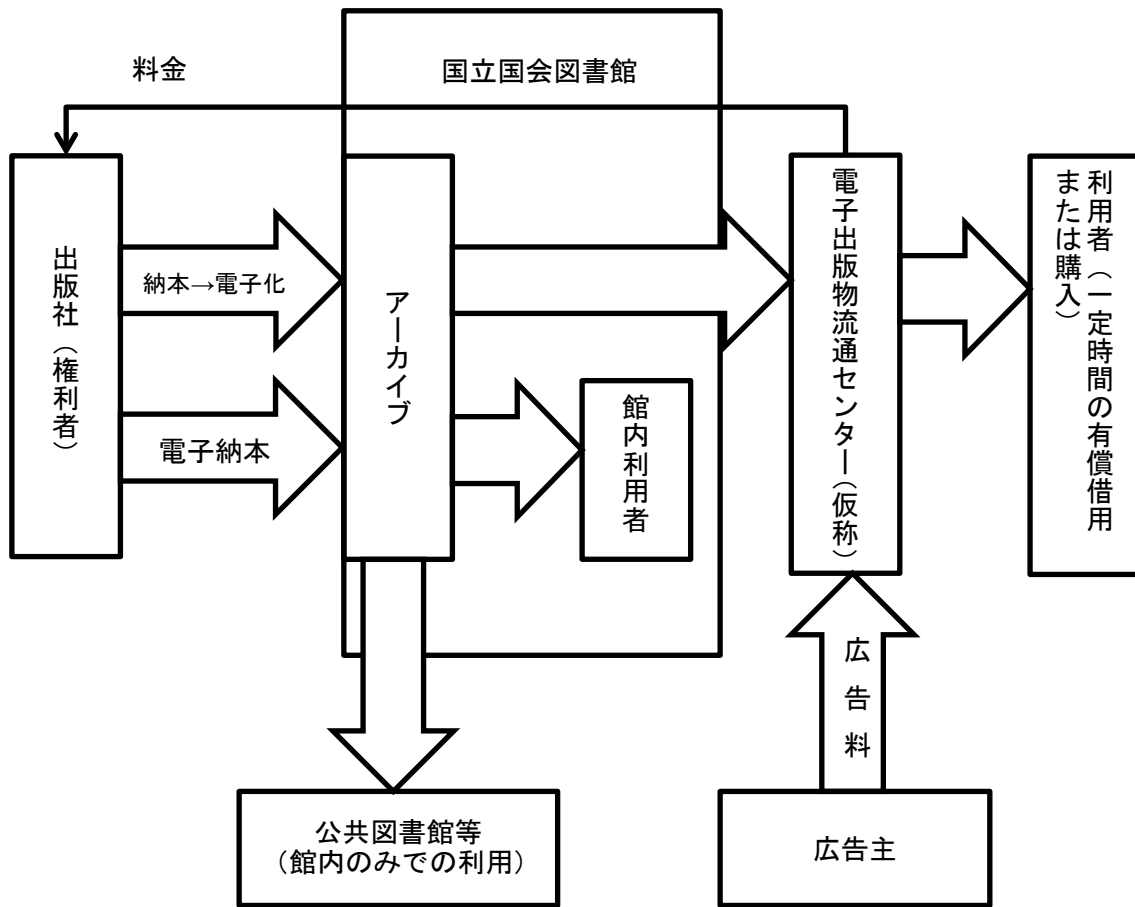 料金
国立国会図書館
出版社（権利者）
納本→電子化
電子納本
アーカイブ
館内利用者
電子出版物流通センター（仮称）
利用者（一定時間の有償借用
または購入）
広告料
公共図書館等
（館内のみでの利用）
広告主